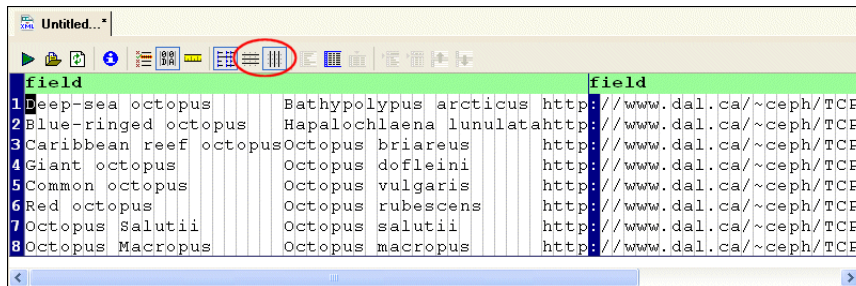 Untitled...*
field field
1 Deep-sea octopus Bathypolypus arcticus http://www.dal.ca/~ceph/TCP
2 Blue-ringed octopus Hapalochlaena lunulatahttp://www.dal.ca/~ceph/TCP
3 Caribbean reef octopusOctopus briareus http://www.dal.ca/~ceph/TCP
4 Giant octopus Octopus dofleini http://www.dal.ca/~ceph/TCP
5 Common octopus Octopus vulgaris http://www.dal.ca/~ceph/TCP
6 Red octopus Octopus rubescens http://www.dal.ca/~ceph/TCP
7 Octopus Salutii Octopus salutii http://www.dal.ca/~ceph/TCP
8 Octopus Macropus Octopus macropus http://www.dal.ca/~ceph/TCP